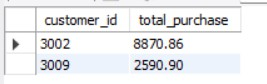 customer_id total_purchase
3002 8870.86
3009 2590.90